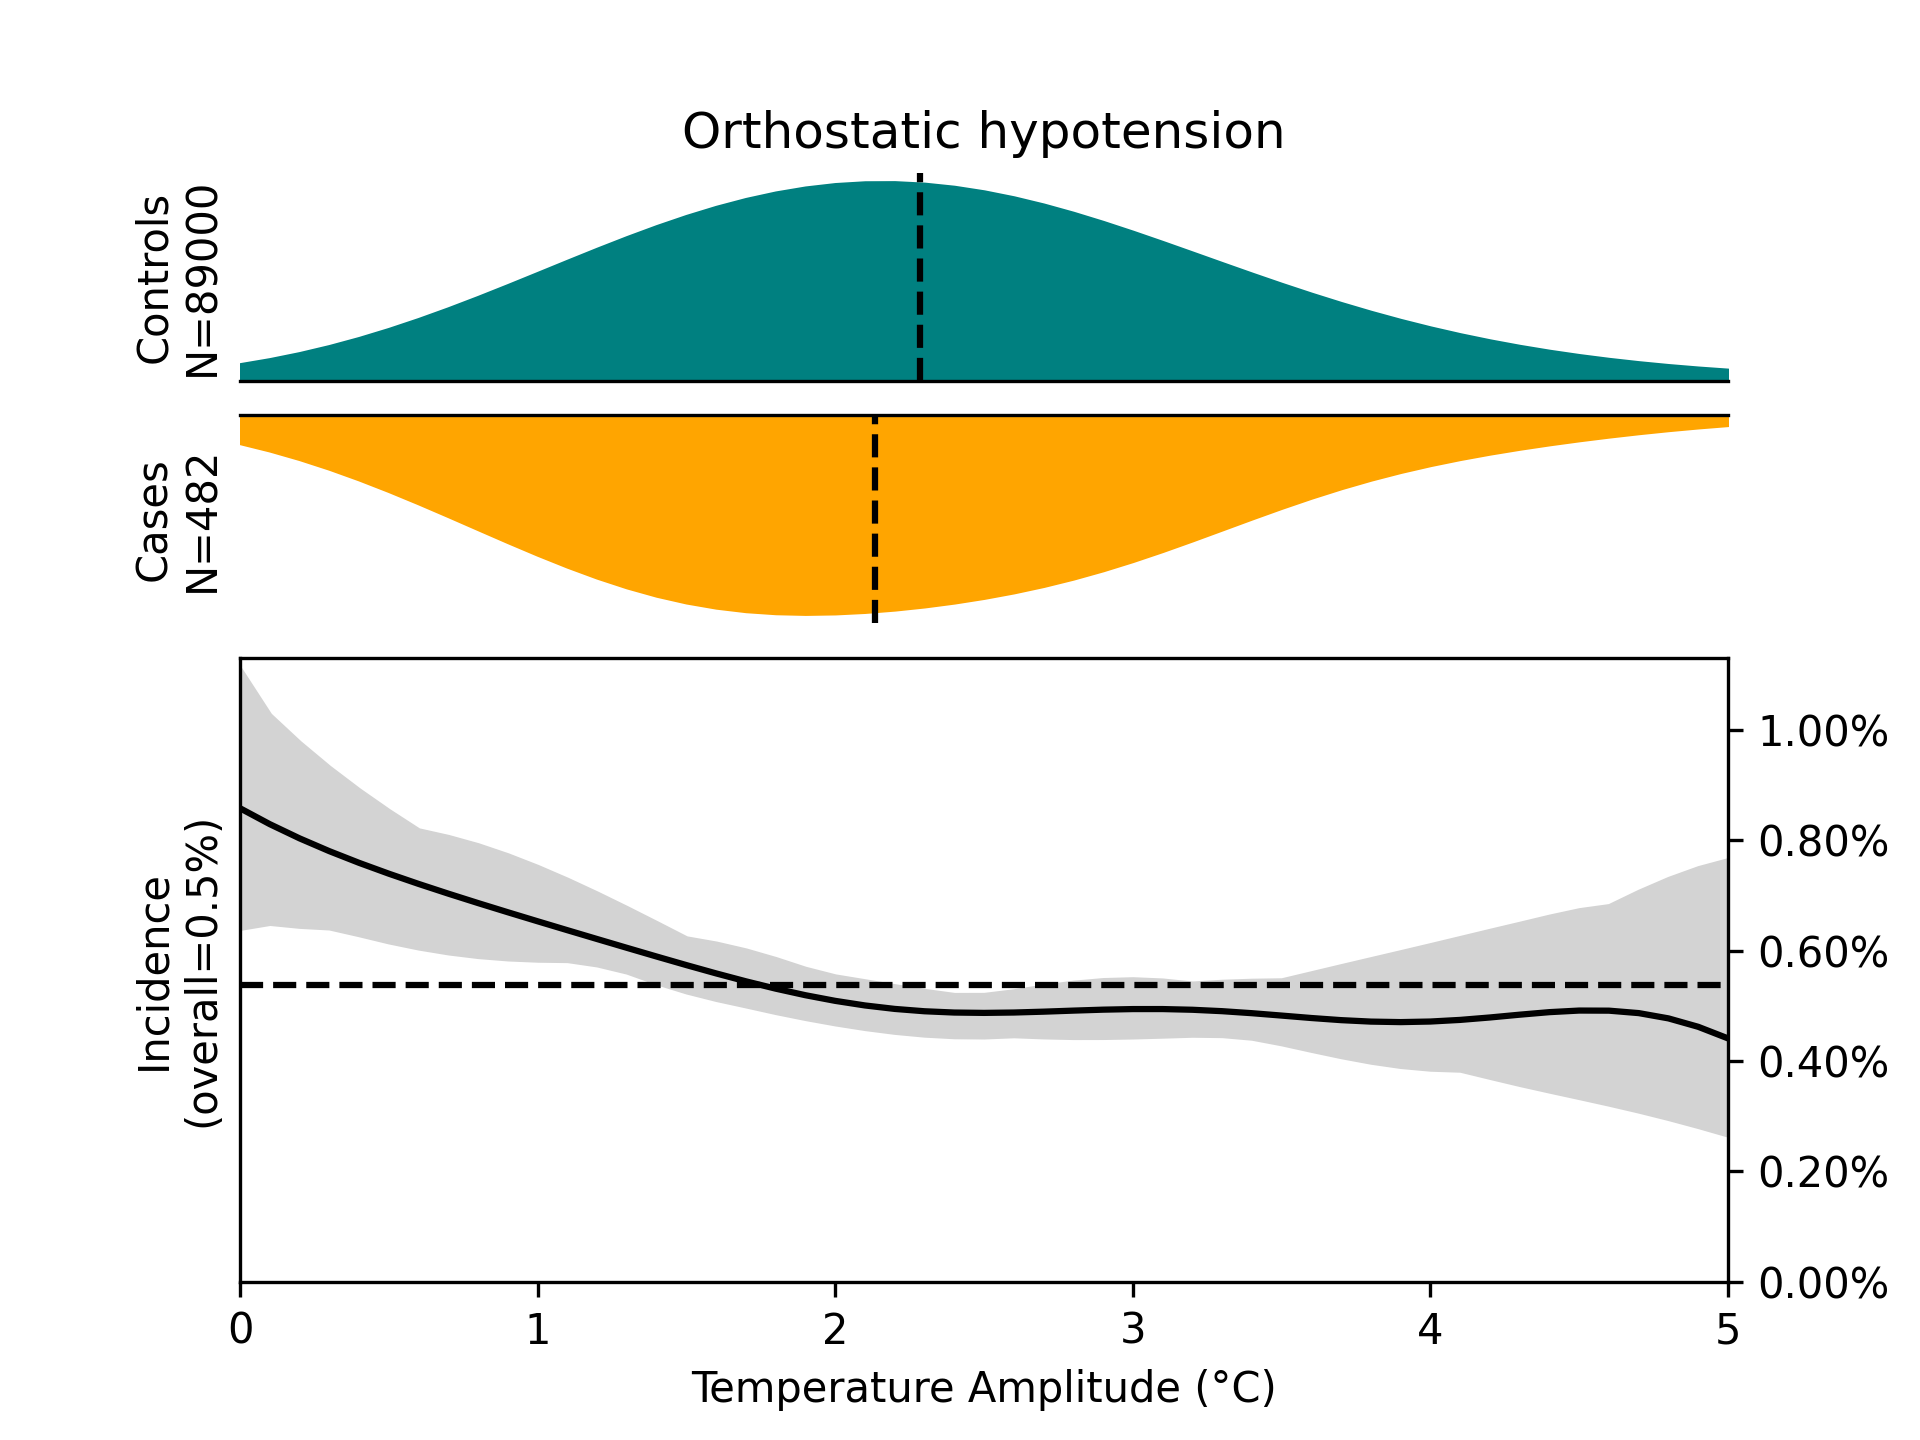 Orthostatic hypotension
Controls
N=89000
Cases
N=482
Incidence
(overall=0.5%)
1.00%
0.80%
0.60%
0.40%
0.20%
0.00%
0 1 2 3 4 5
Temperature Amplitude (°C)